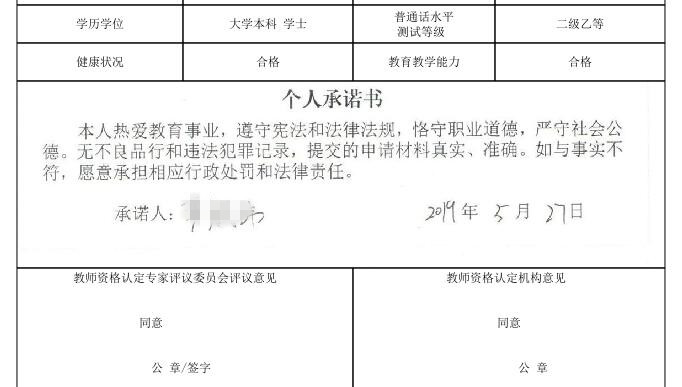 学历学位 大学本科 学士 普通话水平测试等级 二级乙等
健康状况 合格 教育教学能力 合格
个人承诺书
本人热爱教育事业，遵守宪法和法律法规，恪守职业道德，严守社会公
德。无不良品行和违法犯罪记录，提交的申请材料真实、准确。如与事实不
符，愿意承担相应行政处罚和法律责任。
承诺人： 2019年 5月 27日
教师资格认定专家评议委员会评议意见 教师资格认定机构意见
同意 同意
公 章/签字 公 章